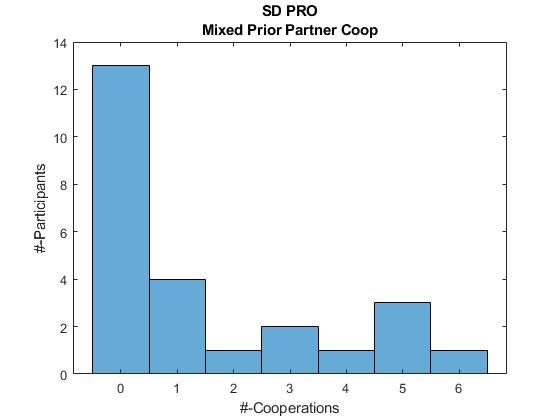 SD PRO
Mixed Prior Partner Coop
14
12
10
8
6
4
2
0
#-Participants
0 1 2 3 4 5 6
#-Cooperations